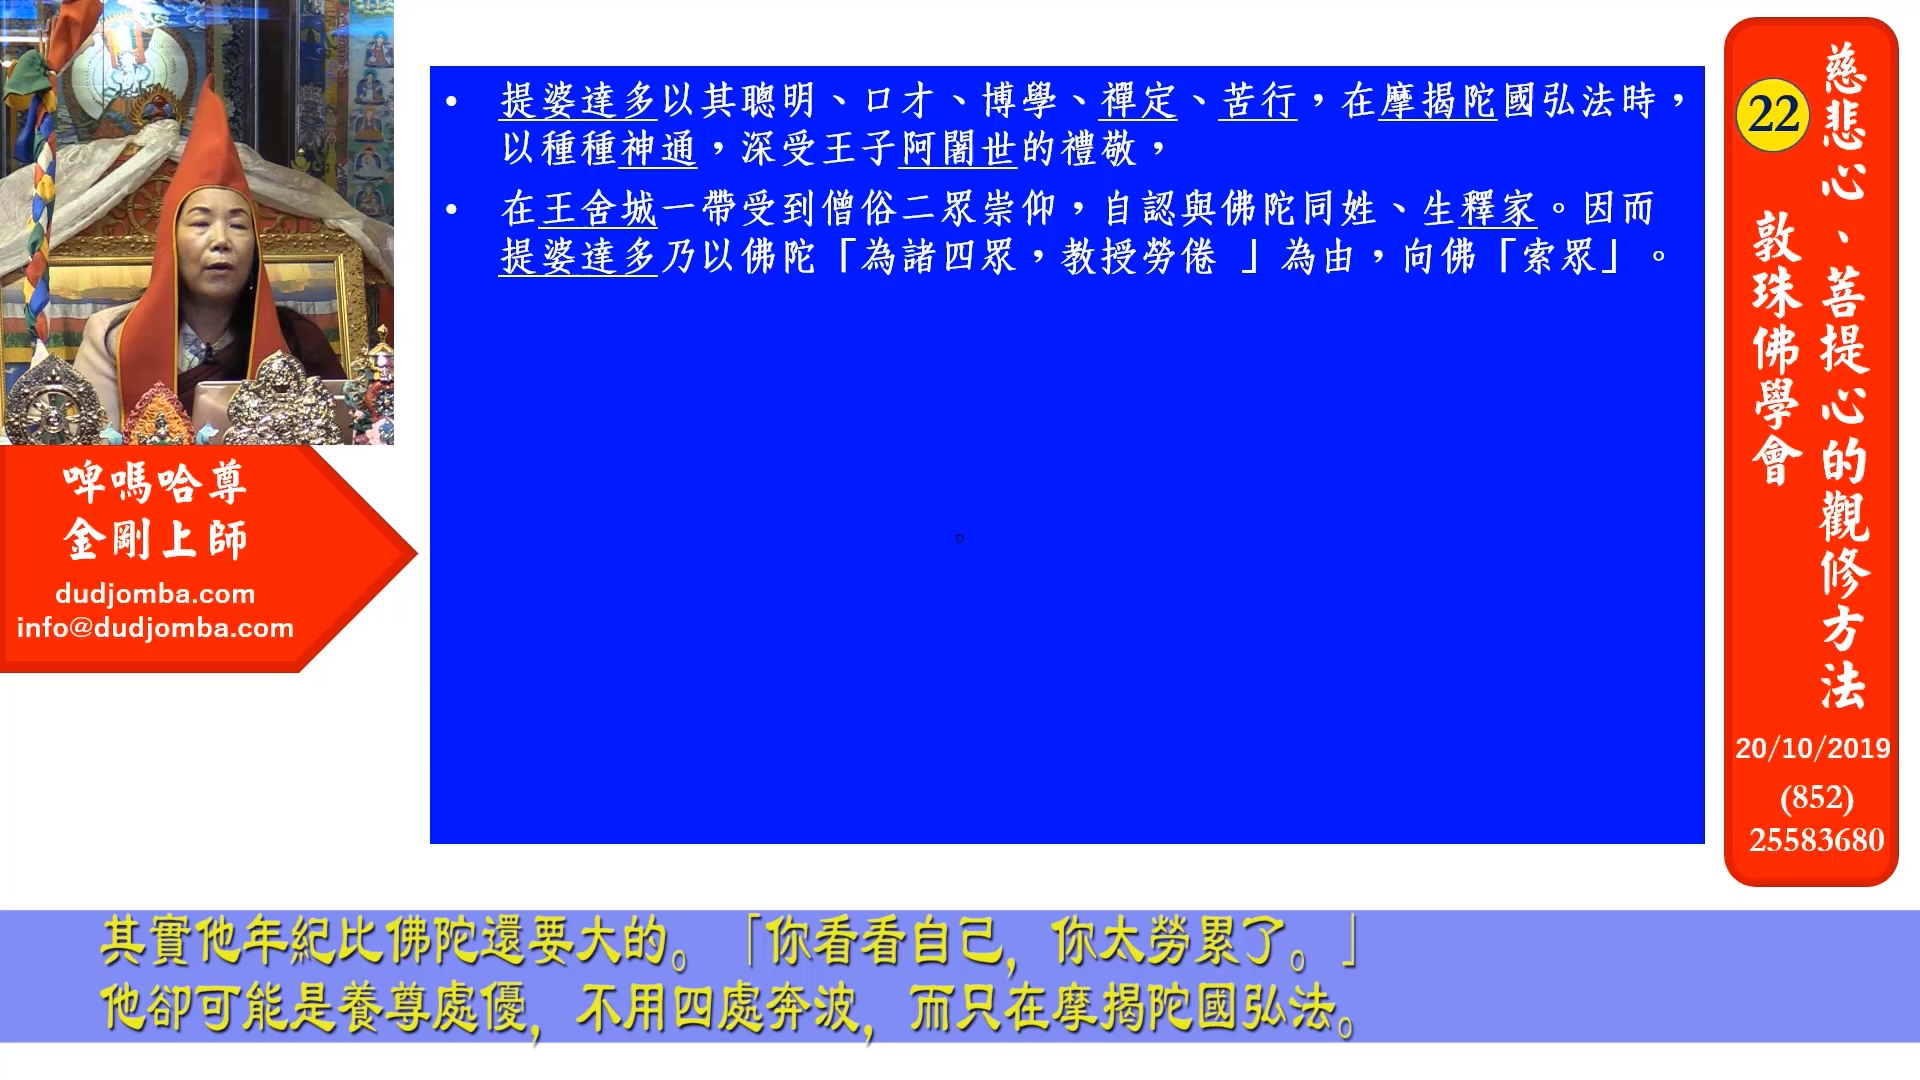 • 提婆達多以其聰明、口才、博學、禪定、苦行，在摩揭陀國弘法時，
以種種神通，深受王子阿闍世的禮敬，
• 在王舍城一帶受到僧俗二眾崇仰，自認與佛陀同姓、生釋家。因而
提婆達多乃以佛陀「為諸四眾，教授勞倦 」為由，向佛「索眾」。
啤嗎哈尊
金剛上師
dudjomba.com
info@dudjomba.com
22
慈悲心、菩提心的觀修方法
敦珠佛學會
20/10/2019
(852)
25583680
其實他年紀比佛陀還要大的。「你看看自己，你太勞累了。」
他卻可能是養尊處優，不用四處奔波，而只在摩揭陀國弘法。